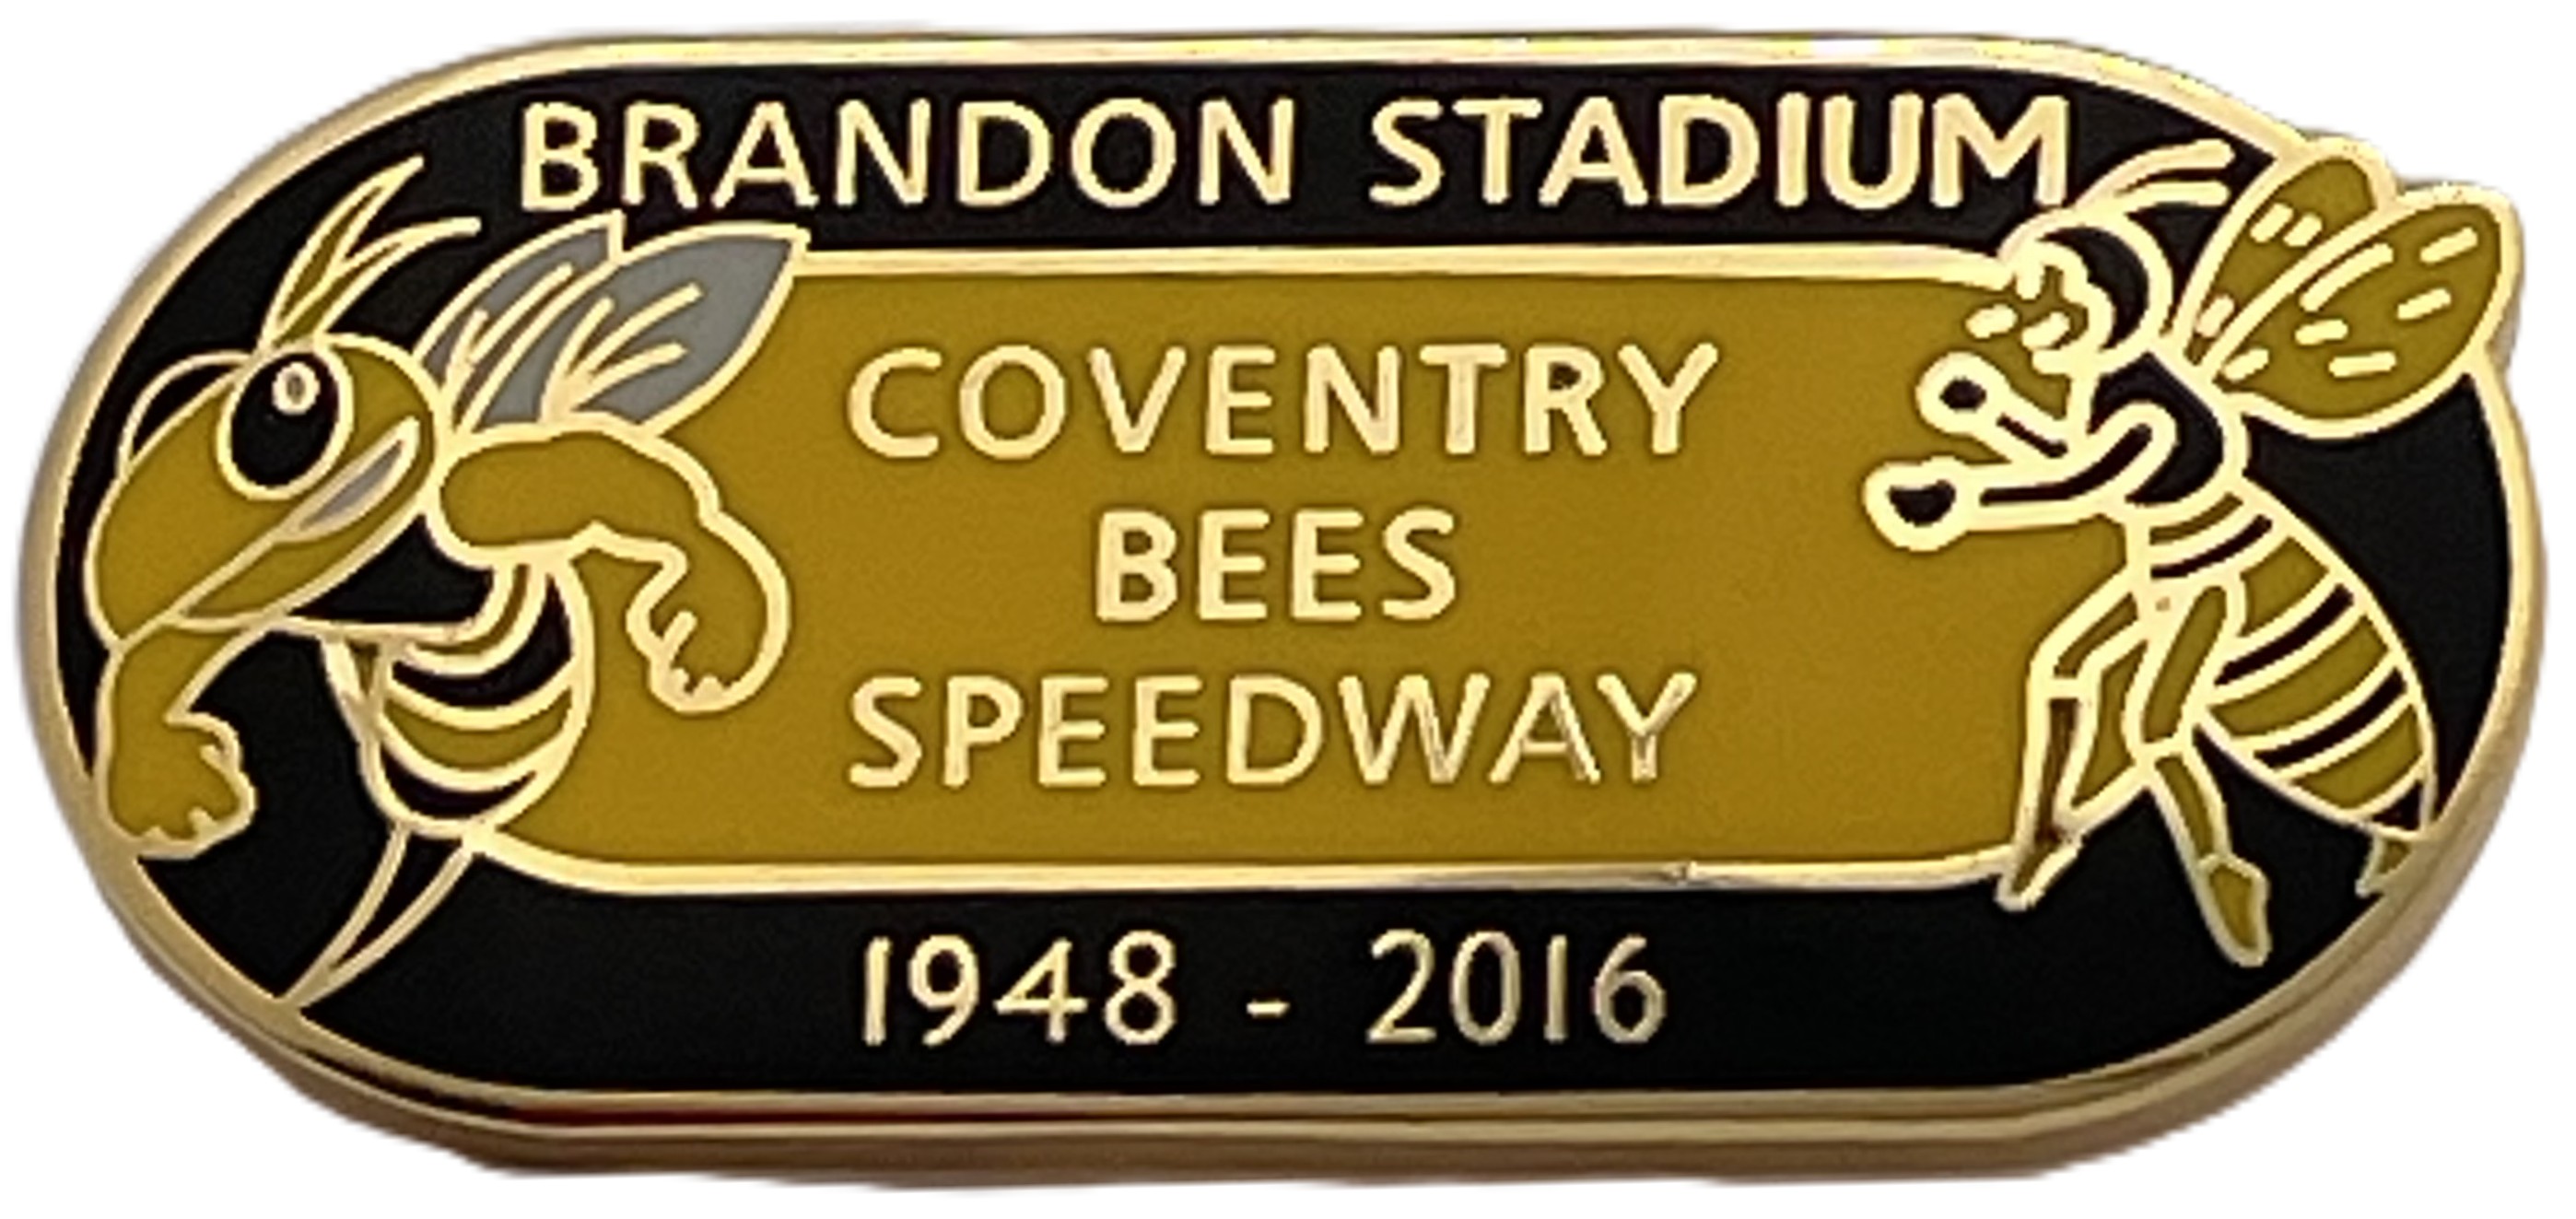 BRANDON STADIUM
COVENTRY
BEES
SPEEDWAY
1948 - 2016